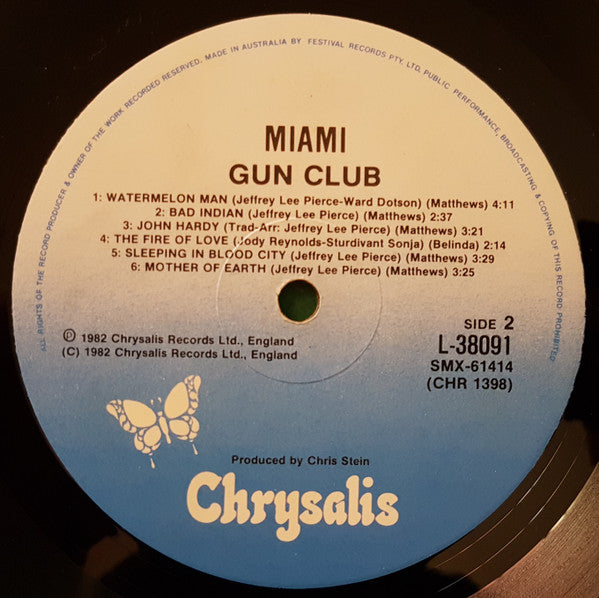 ALL RIGHTS OF THE RECORD PRODUCER & OWNER OF THE WORK RECORDED RESERVED. MADE IN AUSTRALIA BY FESTIVAL RECORDS PTY. LTD. PUBLIC PERFORMANCE, BROADCASTING & COPYING OF THIS RECORD PROHIBITED
MIAMI
GUN CLUB
1: WATERMELON MAN (Jeffrey Lee Pierce-Ward Dotson) (Matthews) 4:11
2: BAD INDIAN (Jeffrey Lee Pierce) (Matthews) 2:37
3: JOHN HARDY (Trad-Arr: Jeffrey Lee Pierce) (Matthews) 3:21
4: THE FIRE OF LOVE (Jody Reynolds-Sturdivant Sonja) (Belinda) 2:14
5: SLEEPING IN BLOOD CITY (Jeffrey Lee Pierce) (Matthews) 3:29
6: MOTHER OF EARTH (Jeffrey Lee Pierce) (Matthews) 3:25
℗ 1982 Chrysalis Records Ltd., England
(C) 1982 Chrysalis Records Ltd., England
SIDE 2
L-38091
SMX-61414
(CHR 1398)
Produced by Chris Stein
Chrysalis